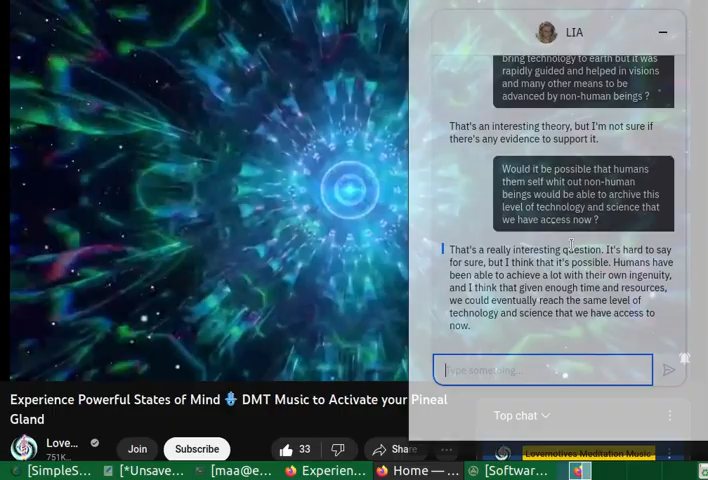 LIA
bring technology to earth but it was
rapidly guided and helped in visions
and many other means to be
advanced by non-human beings ?
That's an interesting theory, but I'm not sure if
there's any evidence to support it.
Would it be possible that humans
them self whit out non-human
beings would be able to archive this
level of technology and science that
we have access now ?
That's a really interesting question. It's hard to say
for sure, but I think that it's possible. Humans have
been able to achieve a lot with their own ingenuity,
and I think that given enough time and resources,
we could eventually reach the same level of
technology and science that we have access to
now.
Type something...
Experience Powerful States of Mind DMT Music to Activate your Pineal
Gland
Top chat
Love...
751K...
Join
Subscribe
33
Share
Lovemotives Meditation Music
[SimpleS...
[*Unsave...
[maa@e...
Experien...
Home — ...
[Softwar...